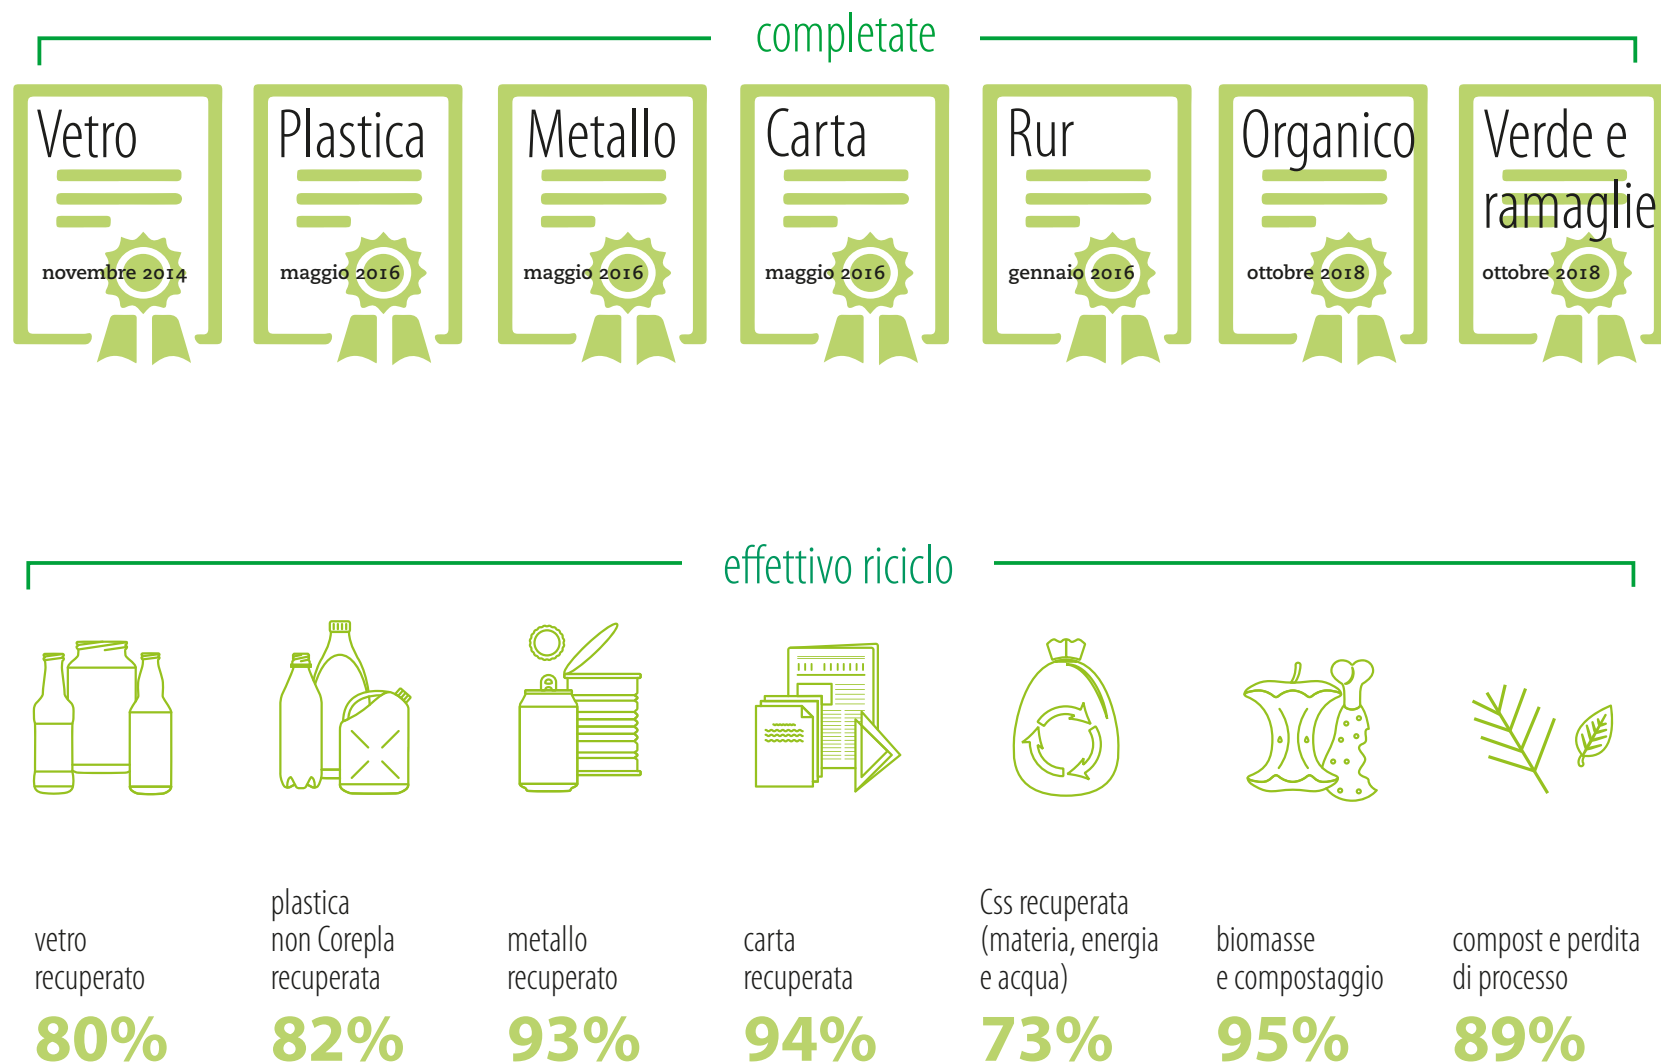 completate
Vetro
novembre 2014
Plastica
maggio 2016
Metallo
maggio 2016
Carta
maggio 2016
Rur
gennaio 2016
Organico
ottobre 2018
Verde e
ramaglie
ottobre 2018
effettivo riciclo
vetro
recuperato
80%
plastica
non Corepla
recuperata
82%
metallo
recuperato
93%
carta
recuperata
94%
Css recuperata
(materia, energia
e acqua)
73%
biomasse
e compostaggio
95%
compost e perdita
di processo
89%